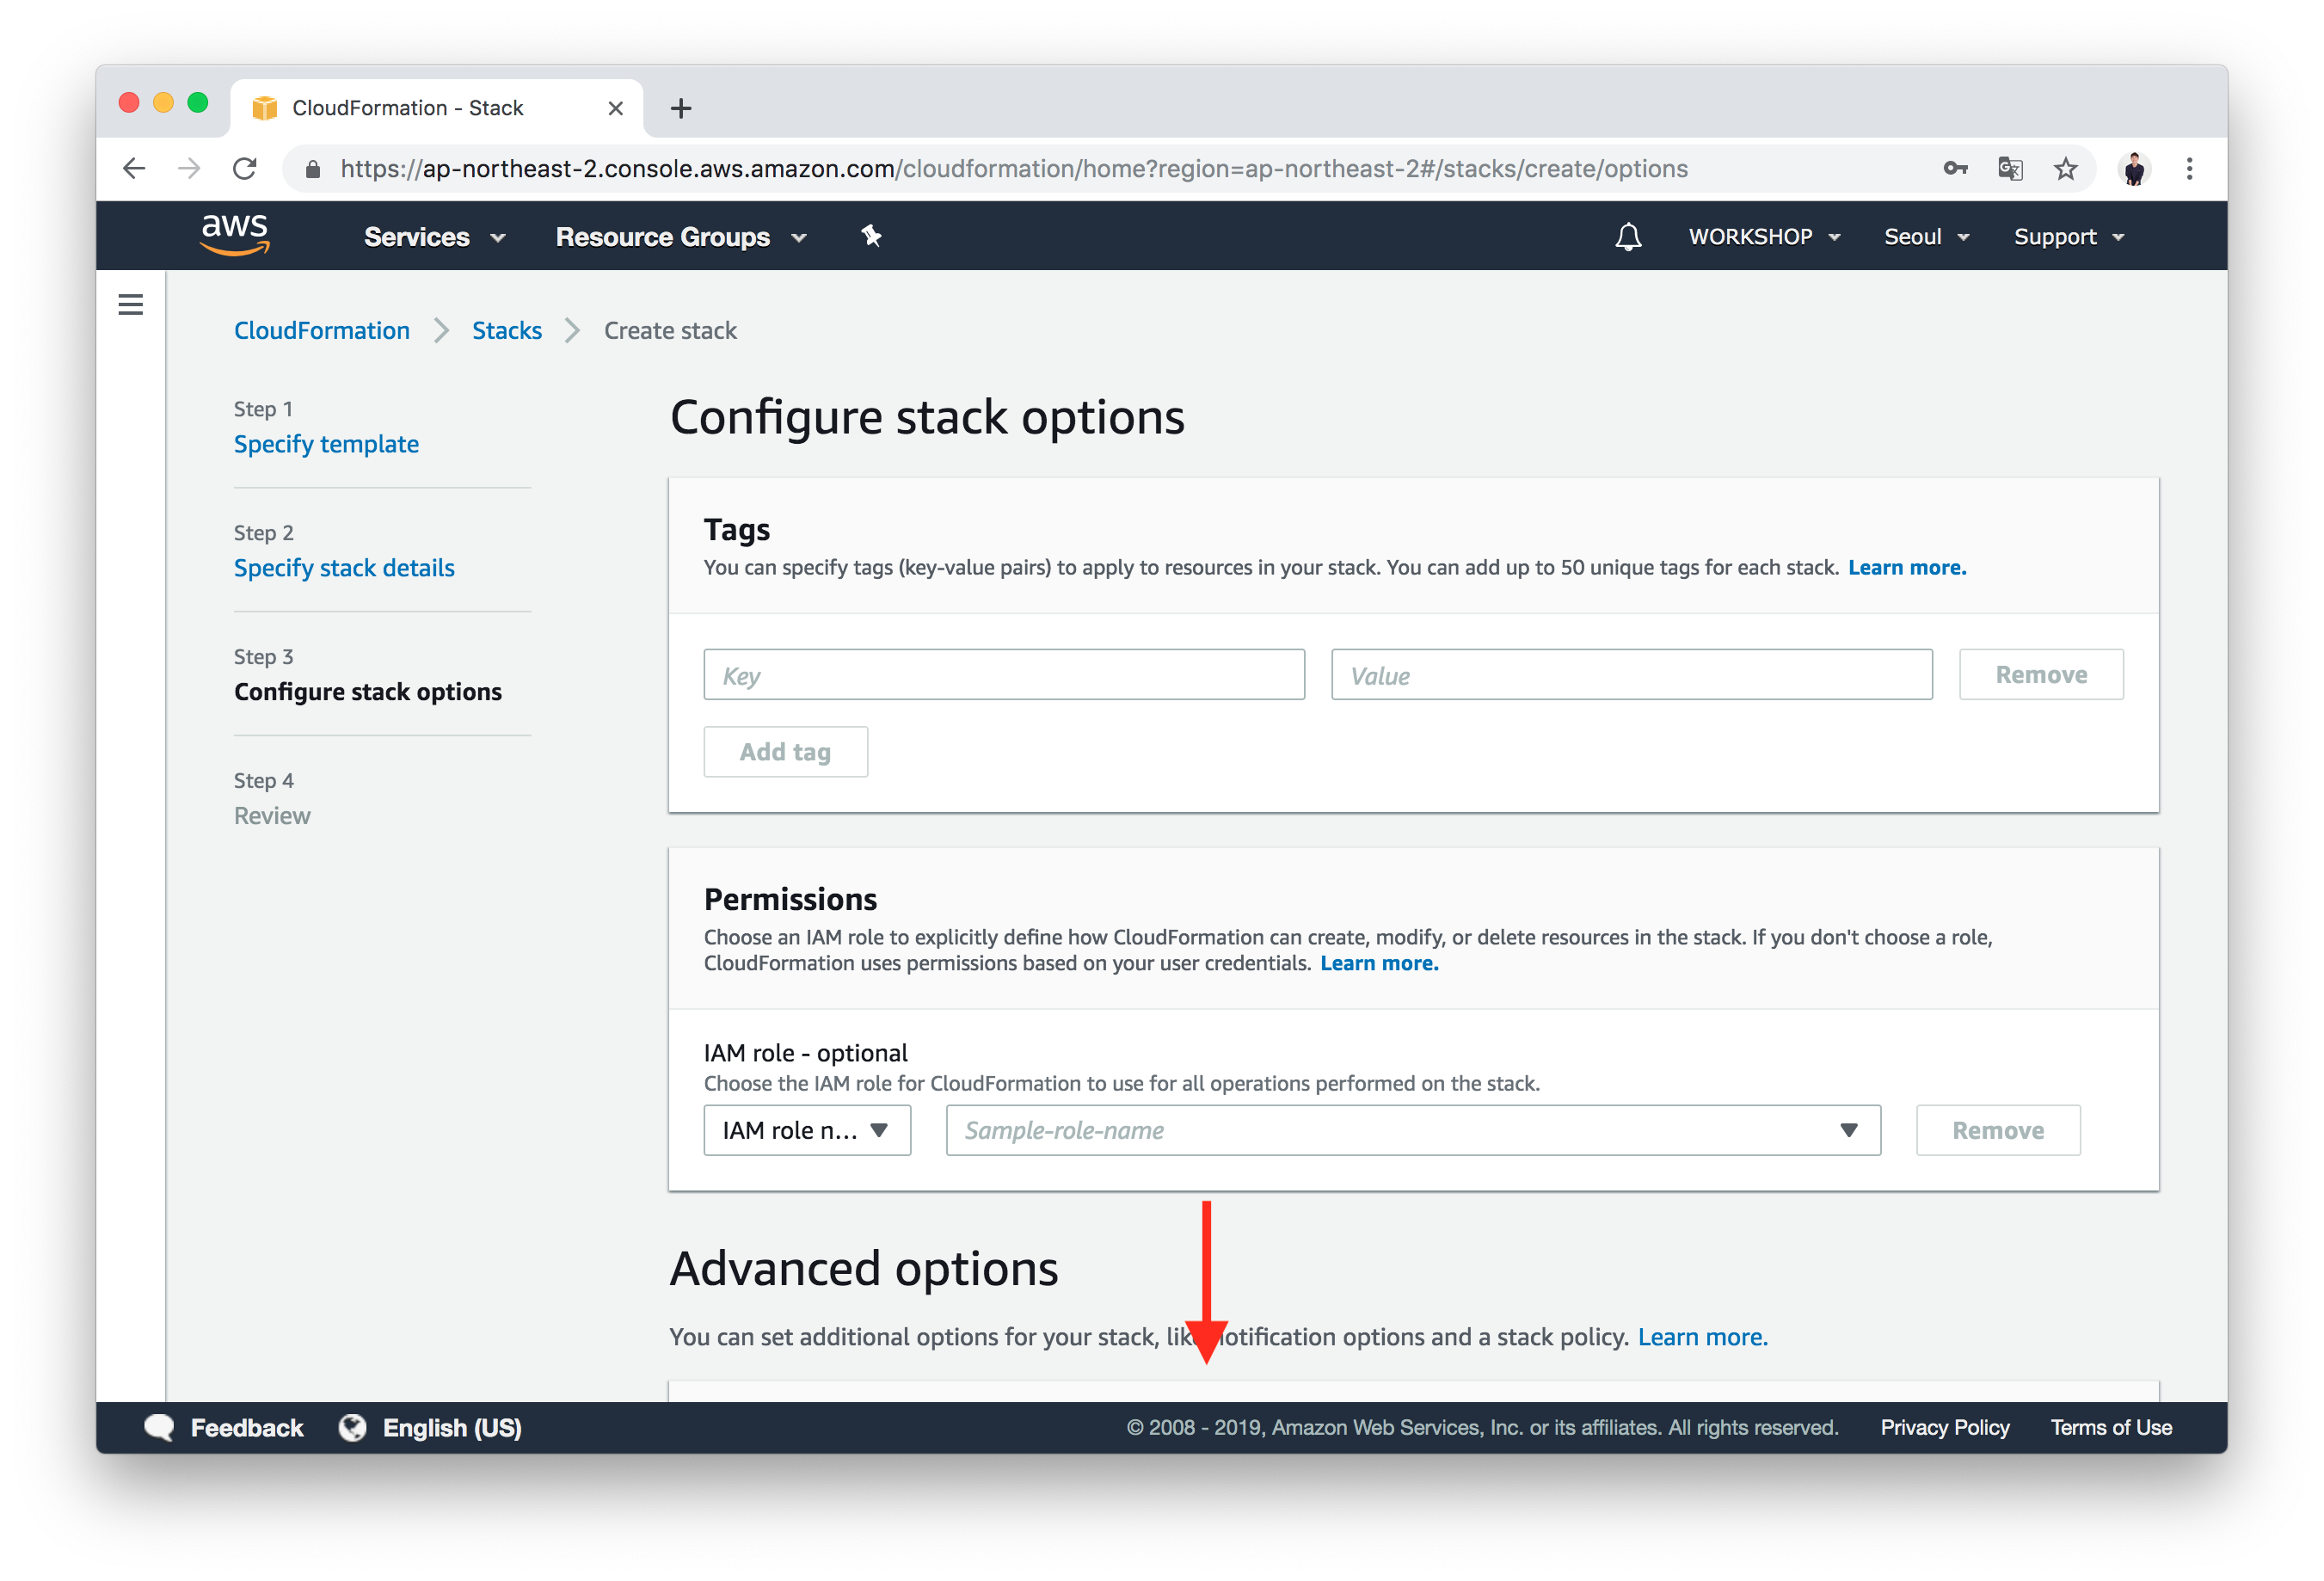 CloudFormation - Stack
https://ap-northeast-2.console.aws.amazon.com/cloudformation/home?region=ap-northeast-2#/stacks/create/options
aws Services Resource Groups WORKSHOP Seoul Support
CloudFormation Stacks Create stack
Step 1
Specify template
Step 2
Specify stack details
Step 3
Configure stack options
Step 4
Review
Configure stack options
Tags
You can specify tags (key-value pairs) to apply to resources in your stack. You can add up to 50 unique tags for each stack. Learn more.
Key Value Remove
Add tag
Permissions
Choose an IAM role to explicitly define how CloudFormation can create, modify, or delete resources in the stack. If you don't choose a role,
CloudFormation uses permissions based on your user credentials. Learn more.
IAM role - optional
Choose the IAM role for CloudFormation to use for all operations performed on the stack.
IAM role n... Sample-role-name Remove
Advanced options
You can set additional options for your stack, like notification options and a stack policy. Learn more.
Feedback English (US) © 2008 - 2019, Amazon Web Services, Inc. or its affiliates. All rights reserved. Privacy Policy Terms of Use